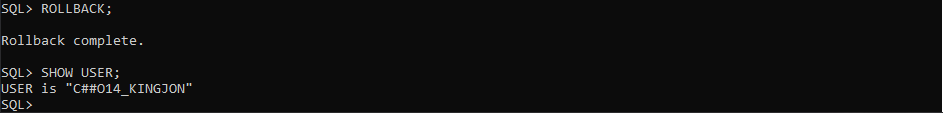 SQL> ROLLBACK;
Rollback complete.
SQL> SHOW USER;
USER is "C##O14_KINGJON"
SQL>